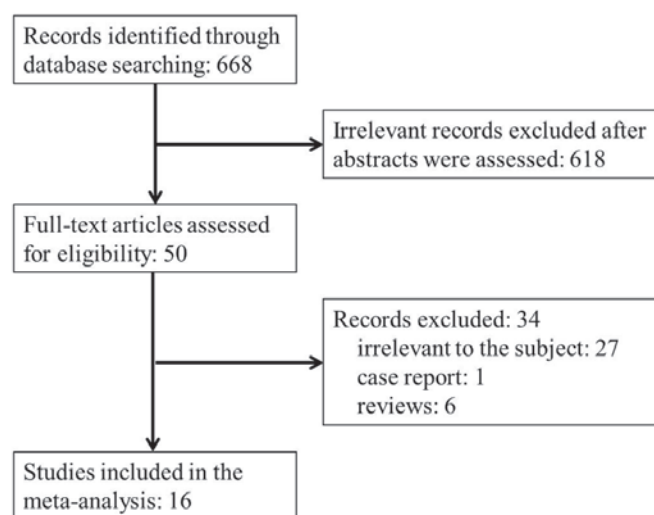 Records identified through
database searching: 668
Irrelevant records excluded after
abstracts were assessed: 618
Full-text articles assessed
for eligibility: 50
Records excluded: 34
irrelevant to the subject: 27
case report: 1
reviews: 6
Studies included in the
meta-analysis: 16